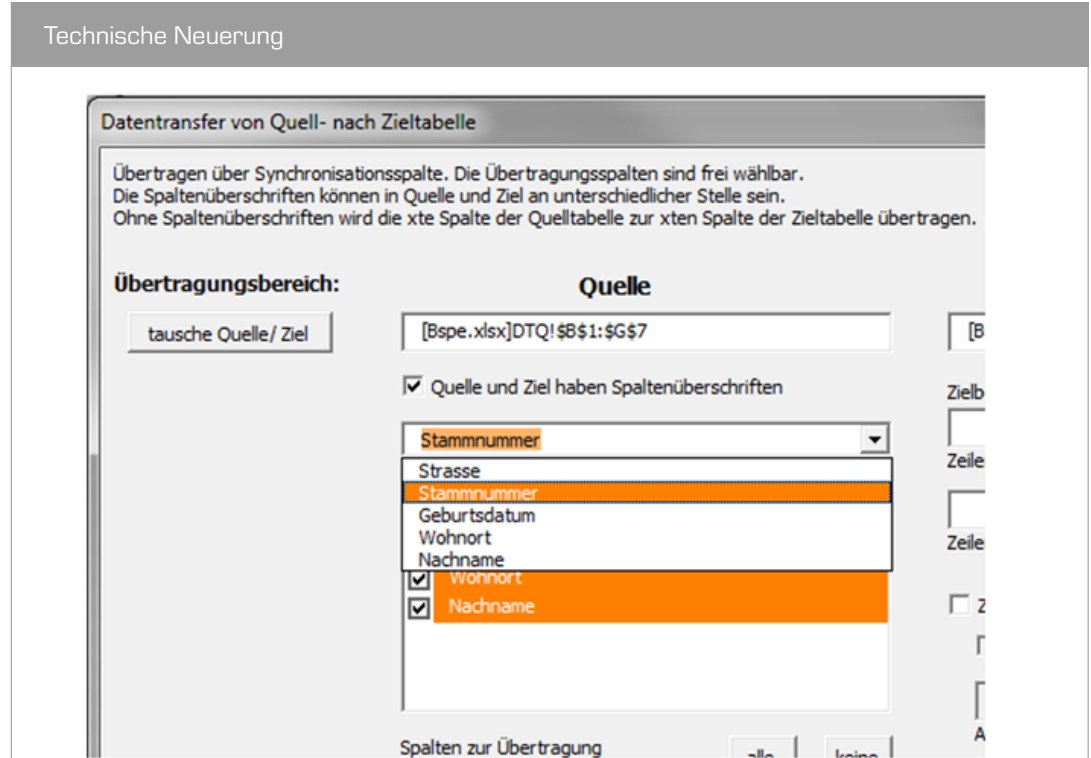 Technische Neuerung
Datentransfer von Quell- nach Zieltabelle
Übertragen über Synchronisationsspalte. Die Übertragungsspalten sind frei wählbar.
Die Spaltenüberschriften können in Quelle und Ziel an unterschiedlicher Stelle sein.
Ohne Spaltenüberschriften wird die xte Spalte der Quelltabelle zur xten Spalte der Zieltabelle übertragen.
Übertragungsbereich:
Quelle
tausche Quelle/ Ziel
[Bspe.xlsx]DTQ!$B$1:$G$7
[B
Quelle und Ziel haben Spaltenüberschriften
Zielb
Stammnummer
Strasse
Zeile
Stammnummer
Geburtsdatum
Wohnort
Nachname
Zeile
Wohnort
Nachname
Z
A
Spalten zur Übertragung
alle
keine